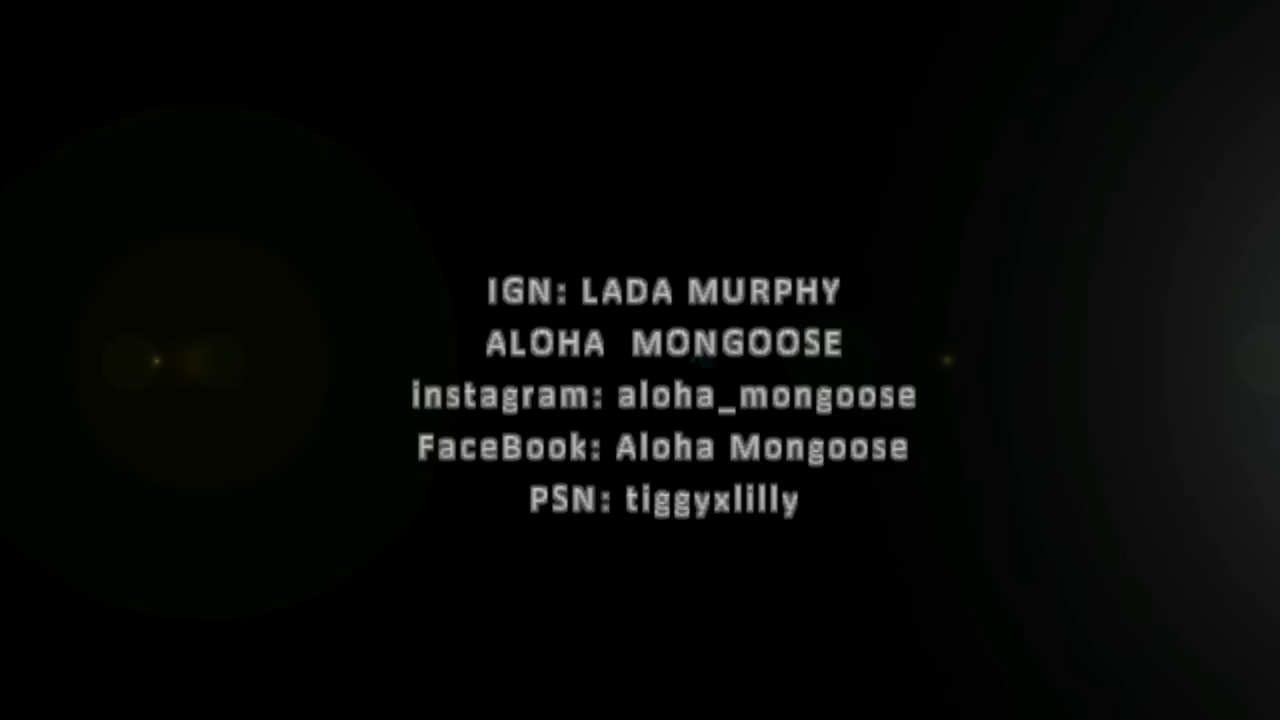 IGN: LADA MURPHY
ALOHA  MONGOOSE
instagram: aloha_mongoose
FaceBook: Aloha Mongoose
PSN: tiggyxlilly